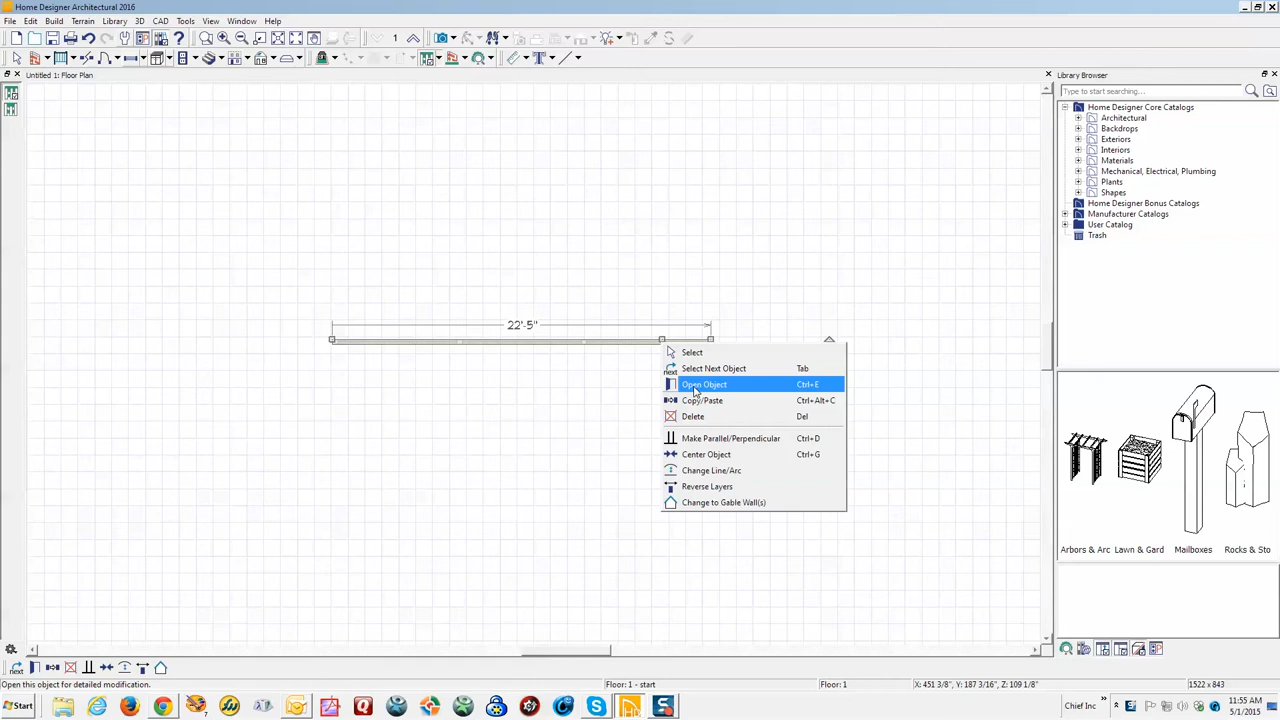 Home Designer Architectural 2016
File Edit Build Terrain Library 3D CAD Tools View Window Help
1
Untitled 1: Floor Plan
Library Browser
Type to start searching...
Home Designer Core Catalogs
Architectural
Backdrops
Exteriors
Interiors
Materials
Mechanical, Electrical, Plumbing
Plants
Shapes
Home Designer Bonus Catalogs
Manufacturer Catalogs
User Catalog
Trash
22'-5"
Select
Select Next Object Tab
Open Object Ctrl+E
Copy/Paste Ctrl+Alt+C
Delete Del
Make Parallel/Perpendicular Ctrl+D
Center Object Ctrl+G
Change Line/Arc
Reverse Layers
Change to Gable Wall(s)
Arbors & Arc Lawn & Gard Mailboxes Rocks & Sto
next
Open this object for detailed modification. Floor: 1 - start Floor: 1 X: 451 3/8", Y: 187 3/16", Z: 109 1/8" 1522 x 843
Start
Chief Inc
11:55 AM
5/1/2015